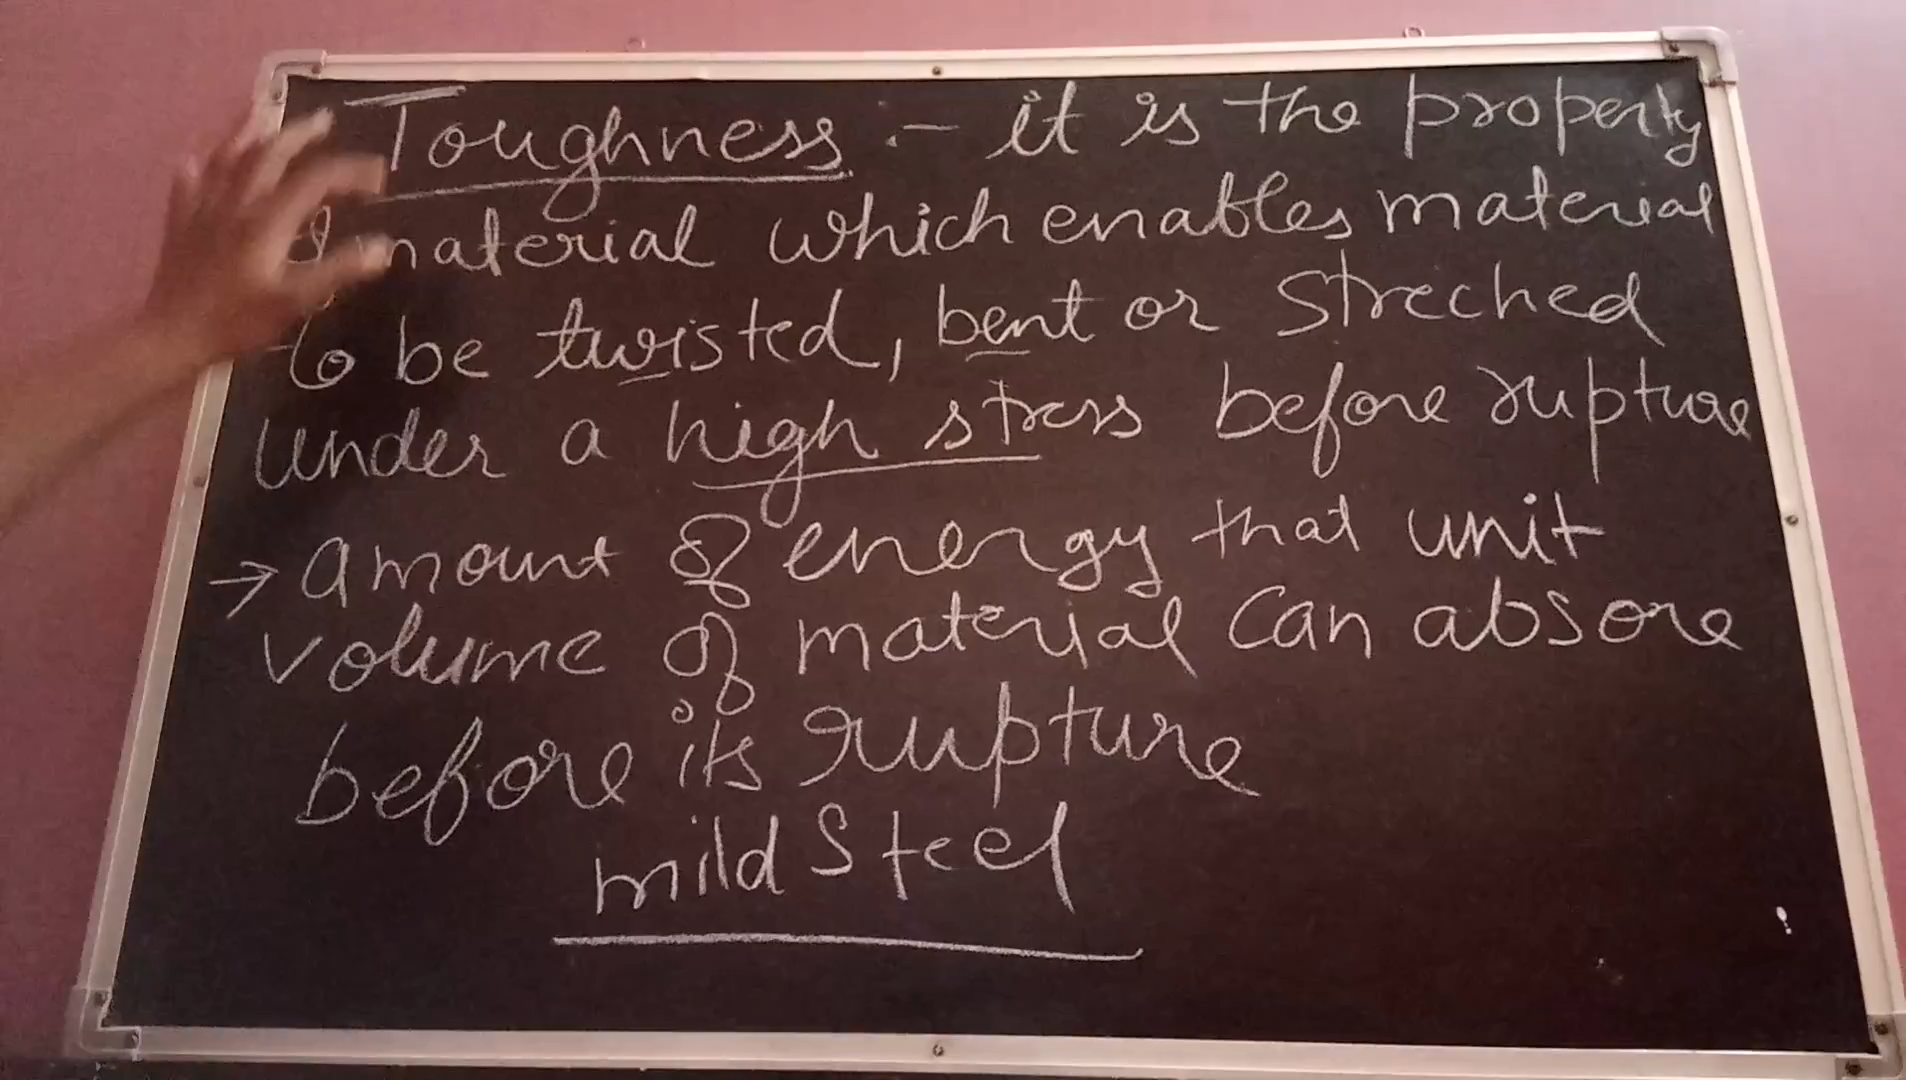 Toughness :- it is the property
of material which enables material
to be twisted, bent or streched
under a high stress before rupture
→ amount of energy that unit
volume of material can absore
before its rupture
mild Steel